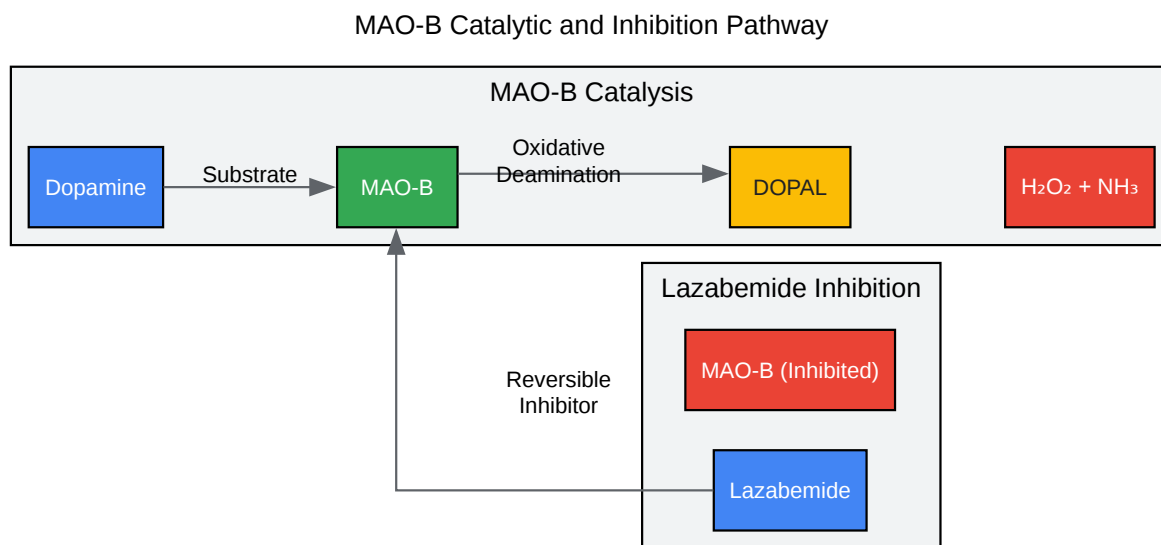 MAO-B Catalytic and Inhibition Pathway
MAO-B Catalysis
Dopamine
Substrate
MAO-B
Oxidative
Deamination
DOPAL
H₂O₂ + NH₃
Lazabemide Inhibition
MAO-B (Inhibited)
Reversible
Inhibitor
Lazabemide